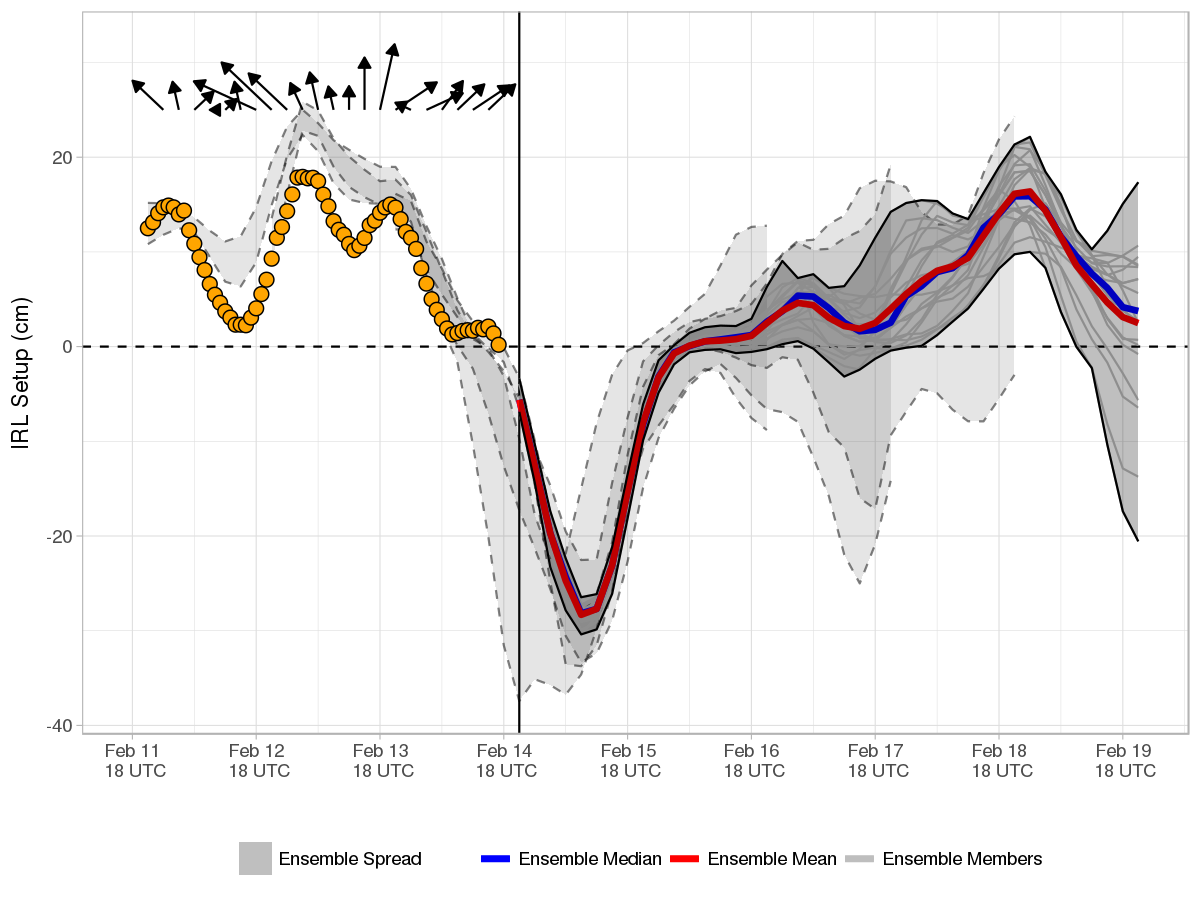 IRL Setup (cm)
20
0
-20
-40
Feb 11 Feb 12 Feb 13 Feb 14 Feb 15 Feb 16 Feb 17 Feb 18 Feb 19
18 UTC 18 UTC 18 UTC 18 UTC 18 UTC 18 UTC 18 UTC 18 UTC 18 UTC
Ensemble Spread Ensemble Median Ensemble Mean Ensemble Members